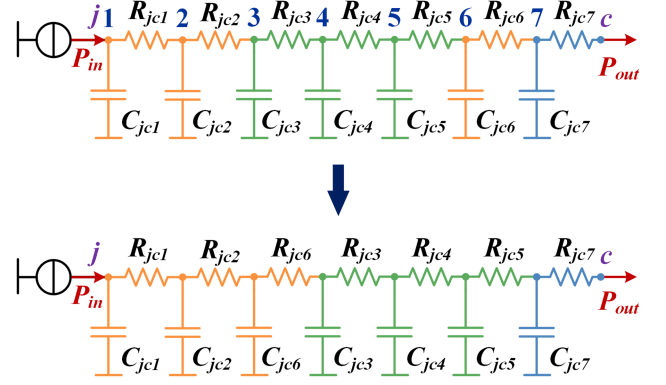 j 1 R_jc1 2 R_jc2 3 R_jc3 4 R_jc4 5 R_jc5 6 R_jc6 7 R_jc7 c
P_in P_out
C_jc1 C_jc2 C_jc3 C_jc4 C_jc5 C_jc6 C_jc7
j R_jc1 R_jc2 R_jc6 R_jc3 R_jc4 R_jc5 R_jc7 c
P_in P_out
C_jc1 C_jc2 C_jc6 C_jc3 C_jc4 C_jc5 C_jc7